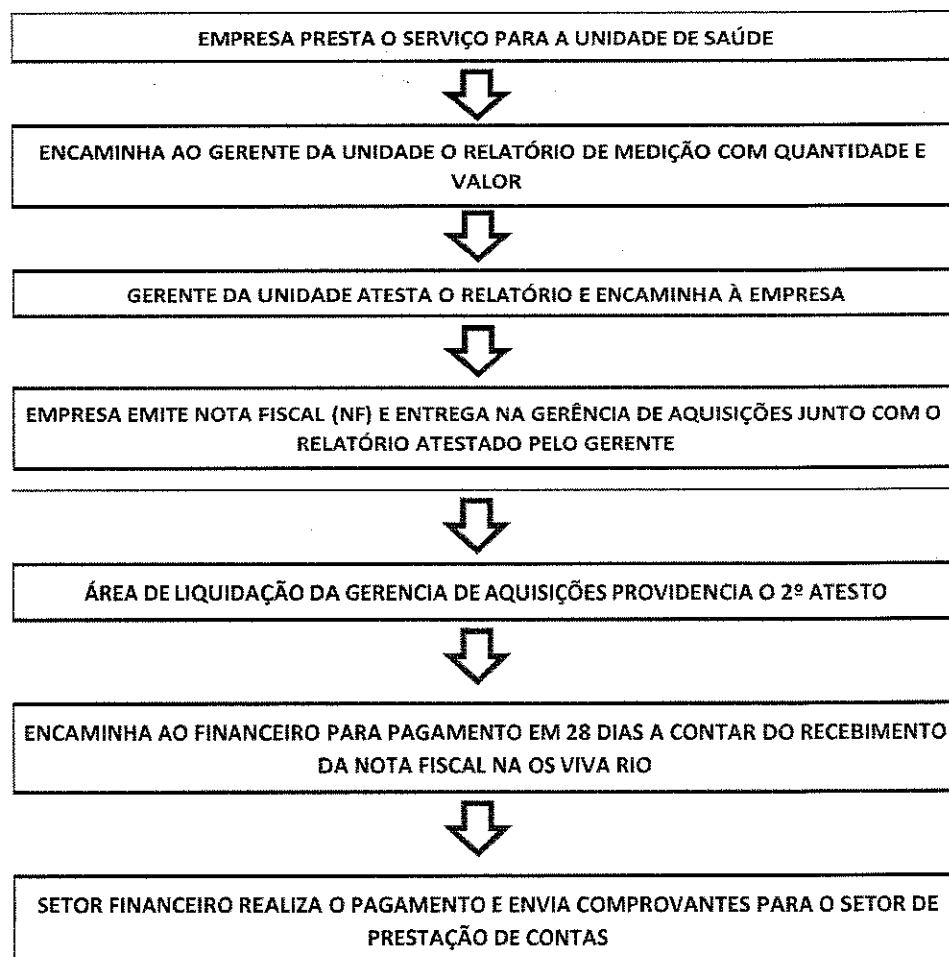 EMPRESA PRESTA O SERVIÇO PARA A UNIDADE DE SAÚDE
ENCAMINHA AO GERENTE DA UNIDADE O RELATÓRIO DE MEDIÇÃO COM QUANTIDADE E
VALOR
GERENTE DA UNIDADE ATESTA O RELATÓRIO E ENCAMINHA À EMPRESA
EMPRESA EMITE NOTA FISCAL (NF) E ENTREGA NA GERÊNCIA DE AQUISIÇÕES JUNTO COM O
RELATÓRIO ATESTADO PELO GERENTE
ÁREA DE LIQUIDAÇÃO DA GERENCIA DE AQUISIÇÕES PROVIDENCIA O 2º ATESTO
ENCAMINHA AO FINANCEIRO PARA PAGAMENTO EM 28 DIAS A CONTAR DO RECEBIMENTO
DA NOTA FISCAL NA OS VIVA RIO
SETOR FINANCEIRO REALIZA O PAGAMENTO E ENVIA COMPROVANTES PARA O SETOR DE
PRESTAÇÃO DE CONTAS